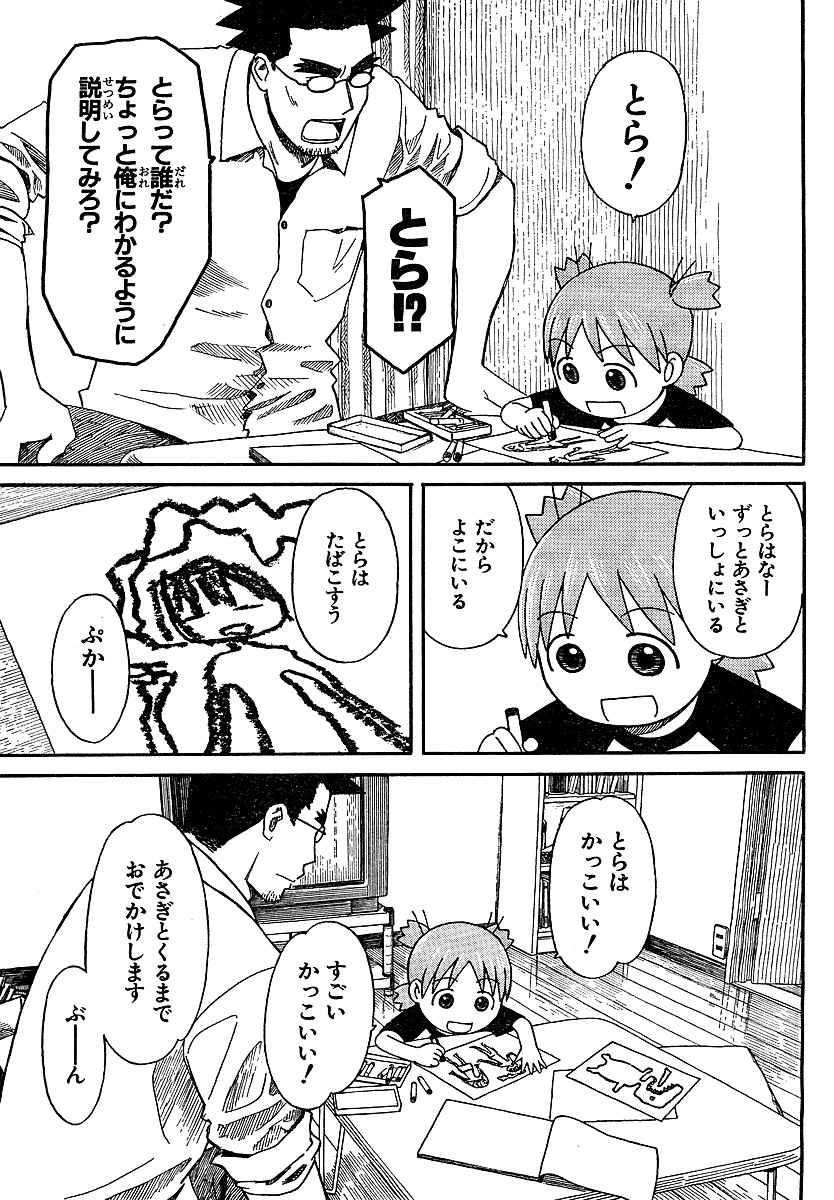 とら！
とら!?
とらって誰だ？
ちょっと俺にわかるように
説明してみろ？
とらはなー
ずっとあさぎと
いっしょにいる
だから
よこにいる
とらは
たばこすう
ぷかー
とらは
かっこいい！
すごい
かっこいい！
あさぎとくるまで
おでかけします
ぶーん